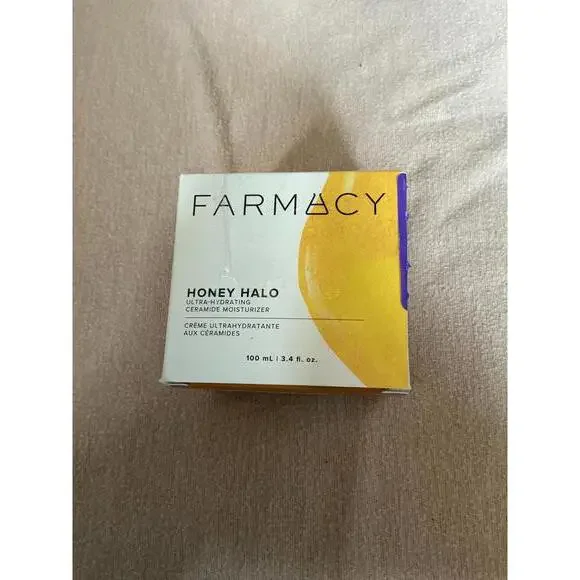 FARMACY
HONEY HALO
ULTRA-HYDRATING
CERAMIDE MOISTURIZER
CRÈME ULTRAHYDRATANTE
AUX CÉRAMIDES
100 mL | 3.4 fl. oz.